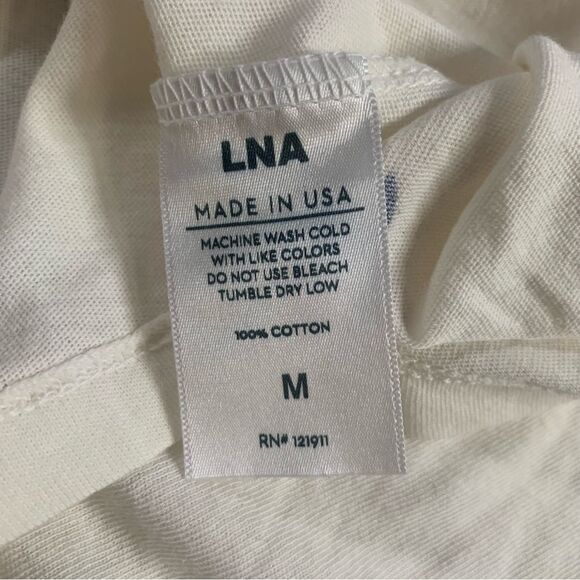 LNA
MADE IN USA
MACHINE WASH COLD
WITH LIKE COLORS
DO NOT USE BLEACH
TUMBLE DRY LOW
100% COTTON
M
RN# 121911